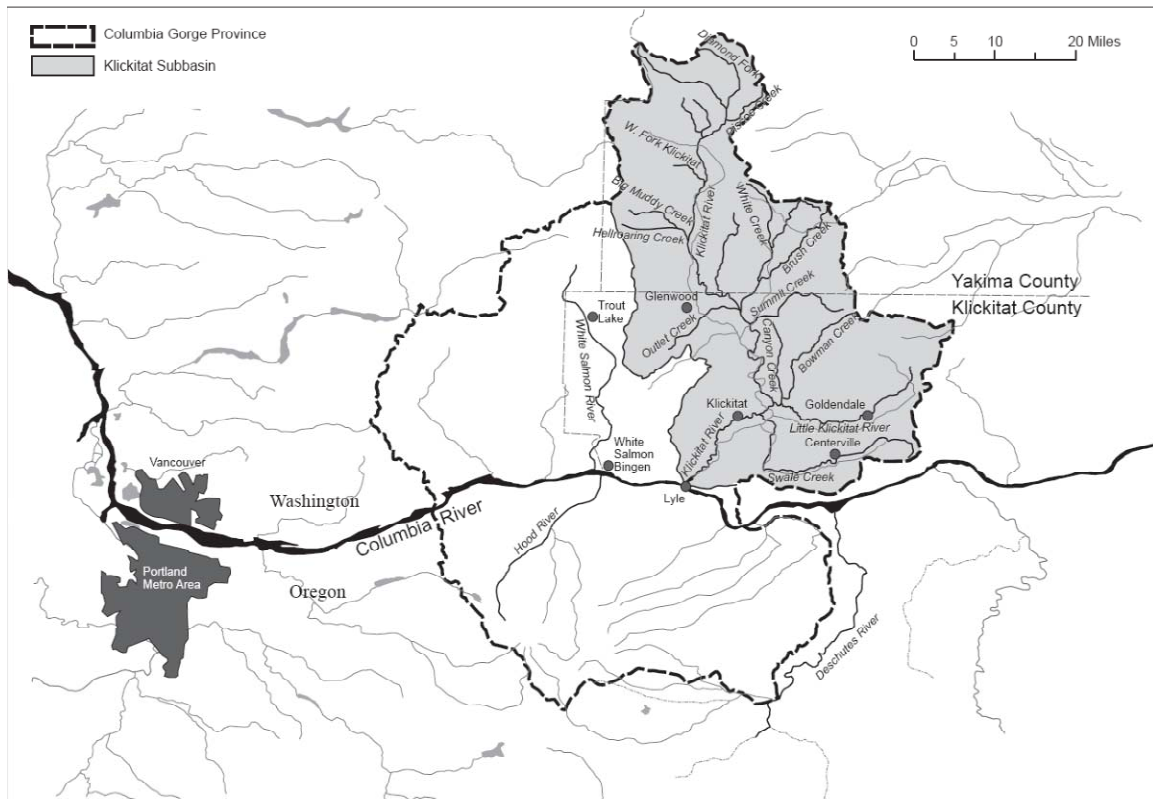 Columbia Gorge Province
Klickitat Subbasin
0 5 10 20 Miles
Diamond Fork
Piscoe Creek
W. Fork Klickitat
Big Muddy Creek
Klickitat River
White Creek
Hellroaring Creek
Brush Creek
Yakima County
Klickitat County
Glenwood
Summit Creek
Trout
Lake
Outlet Creek
White Salmon River
Canyon Creek
Bowman Creek
Klickitat
Goldendale
Little Klickitat River
Klickitat River
Centerville
White
Salmon
Bingen
Swale Creek
Vancouver
Lyle
Washington
Columbia River
Hood River
Portland
Metro Area
Oregon
Deschutes River